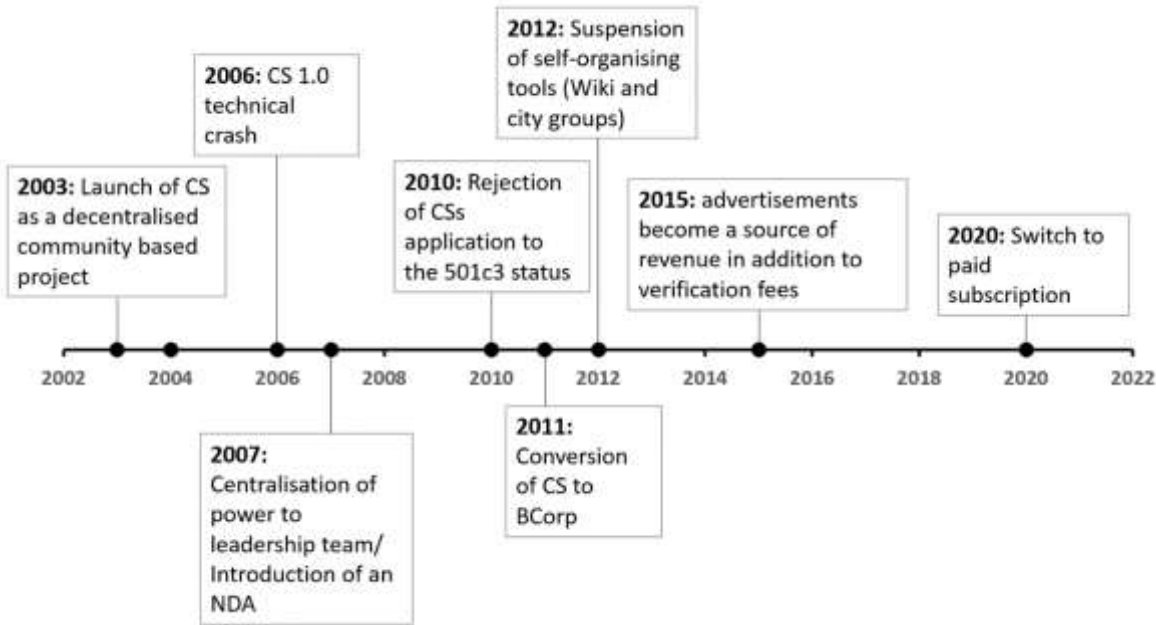 2003: Launch of CS
as a decentralised
community based
project
2006: CS 1.0
technical
crash
2010: Rejection
of CSs
application to
the 501c3 status
2012: Suspension
of self-organising
tools (Wiki and
city groups)
2015: advertisements
become a source of
revenue in addition to
verification fees
2020: Switch to
paid
subscription
2002 2004 2006 2008 2010 2012 2014 2016 2018 2020 2022
2007:
Centralisation of
power to
leadership team/
Introduction of an
NDA
2011:
Conversion
of CS to
BCorp